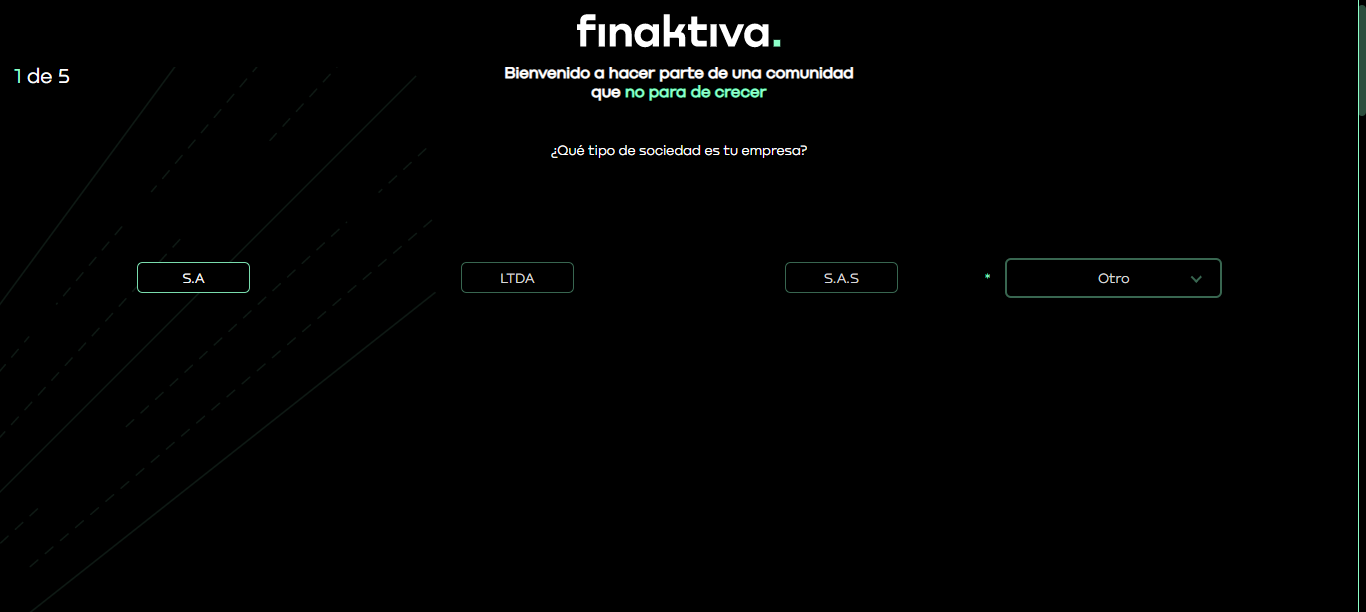 finaktiva.
1 de 5
Bienvenido a hacer parte de una comunidad
que no para de crecer
¿Qué tipo de sociedad es tu empresa?
S.A
LTDA
S.A.S
* Otro